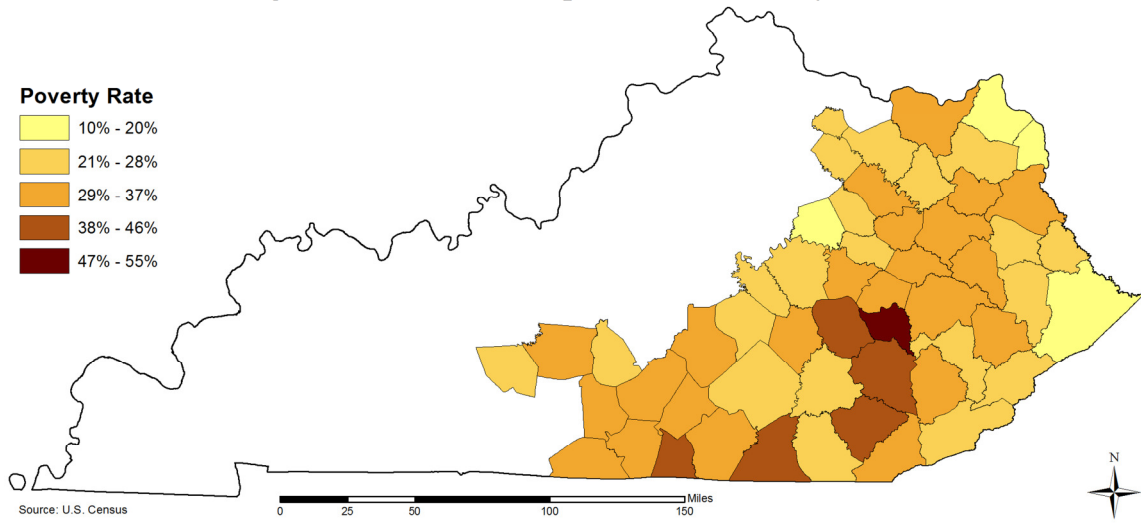 Poverty Rate
10% - 20%
21% - 28%
29% - 37%
38% - 46%
47% - 55%
N
Miles
0 25 50 100 150
Source: U.S. Census